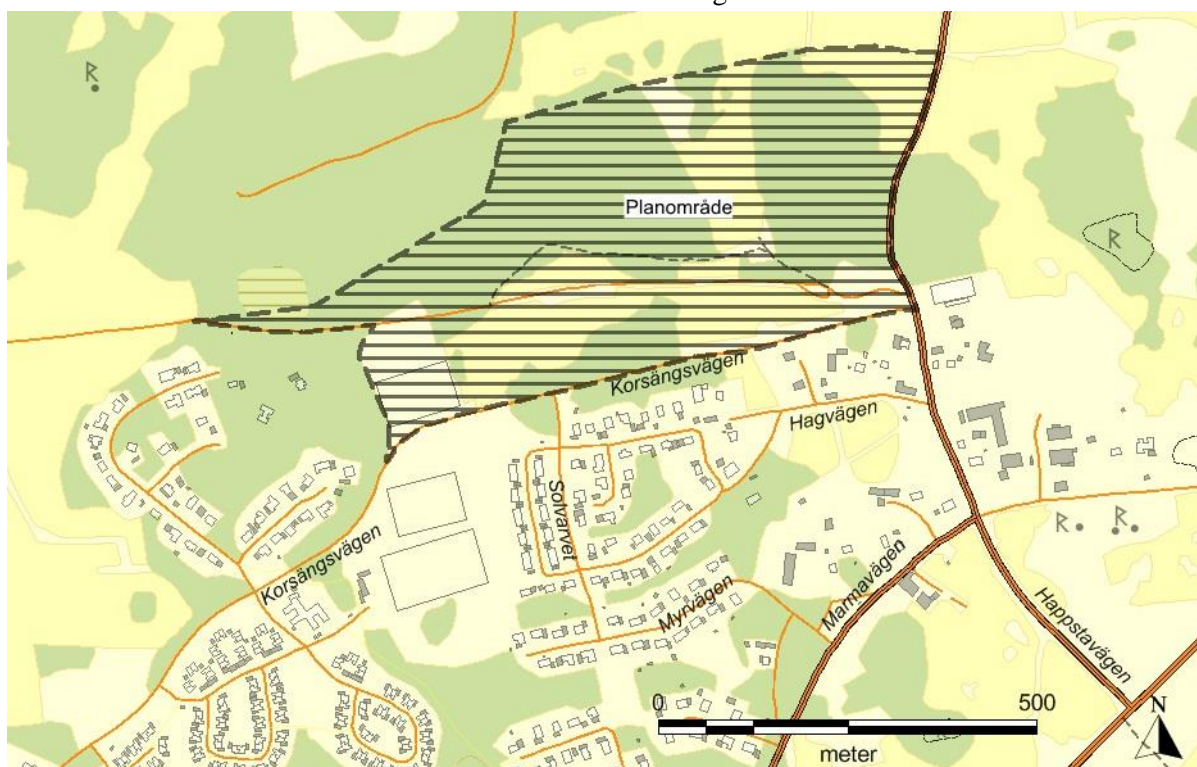 R
Planområde
R
Korsängsvägen
Hagvägen
Solvarvet
R
R
Korsängsvägen
Myrvägen
Marmavägen
Happstavägen
0
500
N
meter